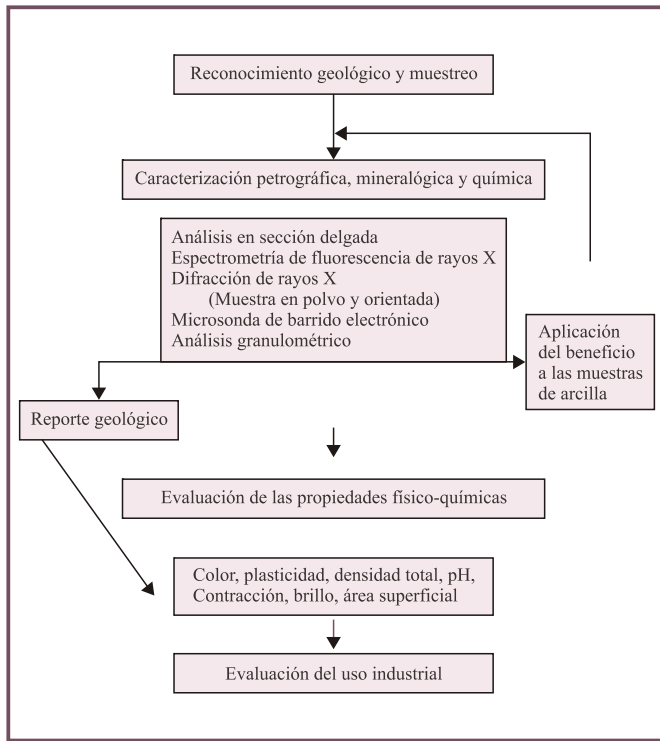 Reconocimiento geológico y muestreo
Caracterización petrográfica, mineralógica y química
Análisis en sección delgada
Espectrometría de fluorescencia de rayos X
Difracción de rayos X
(Muestra en polvo y orientada)
Microsonda de barrido electrónico
Análisis granulométrico
Aplicación
del beneficio
a las muestras
de arcilla
Reporte geológico
Evaluación de las propiedades físico-químicas
Color, plasticidad, densidad total, pH,
Contracción, brillo, área superficial
Evaluación del uso industrial